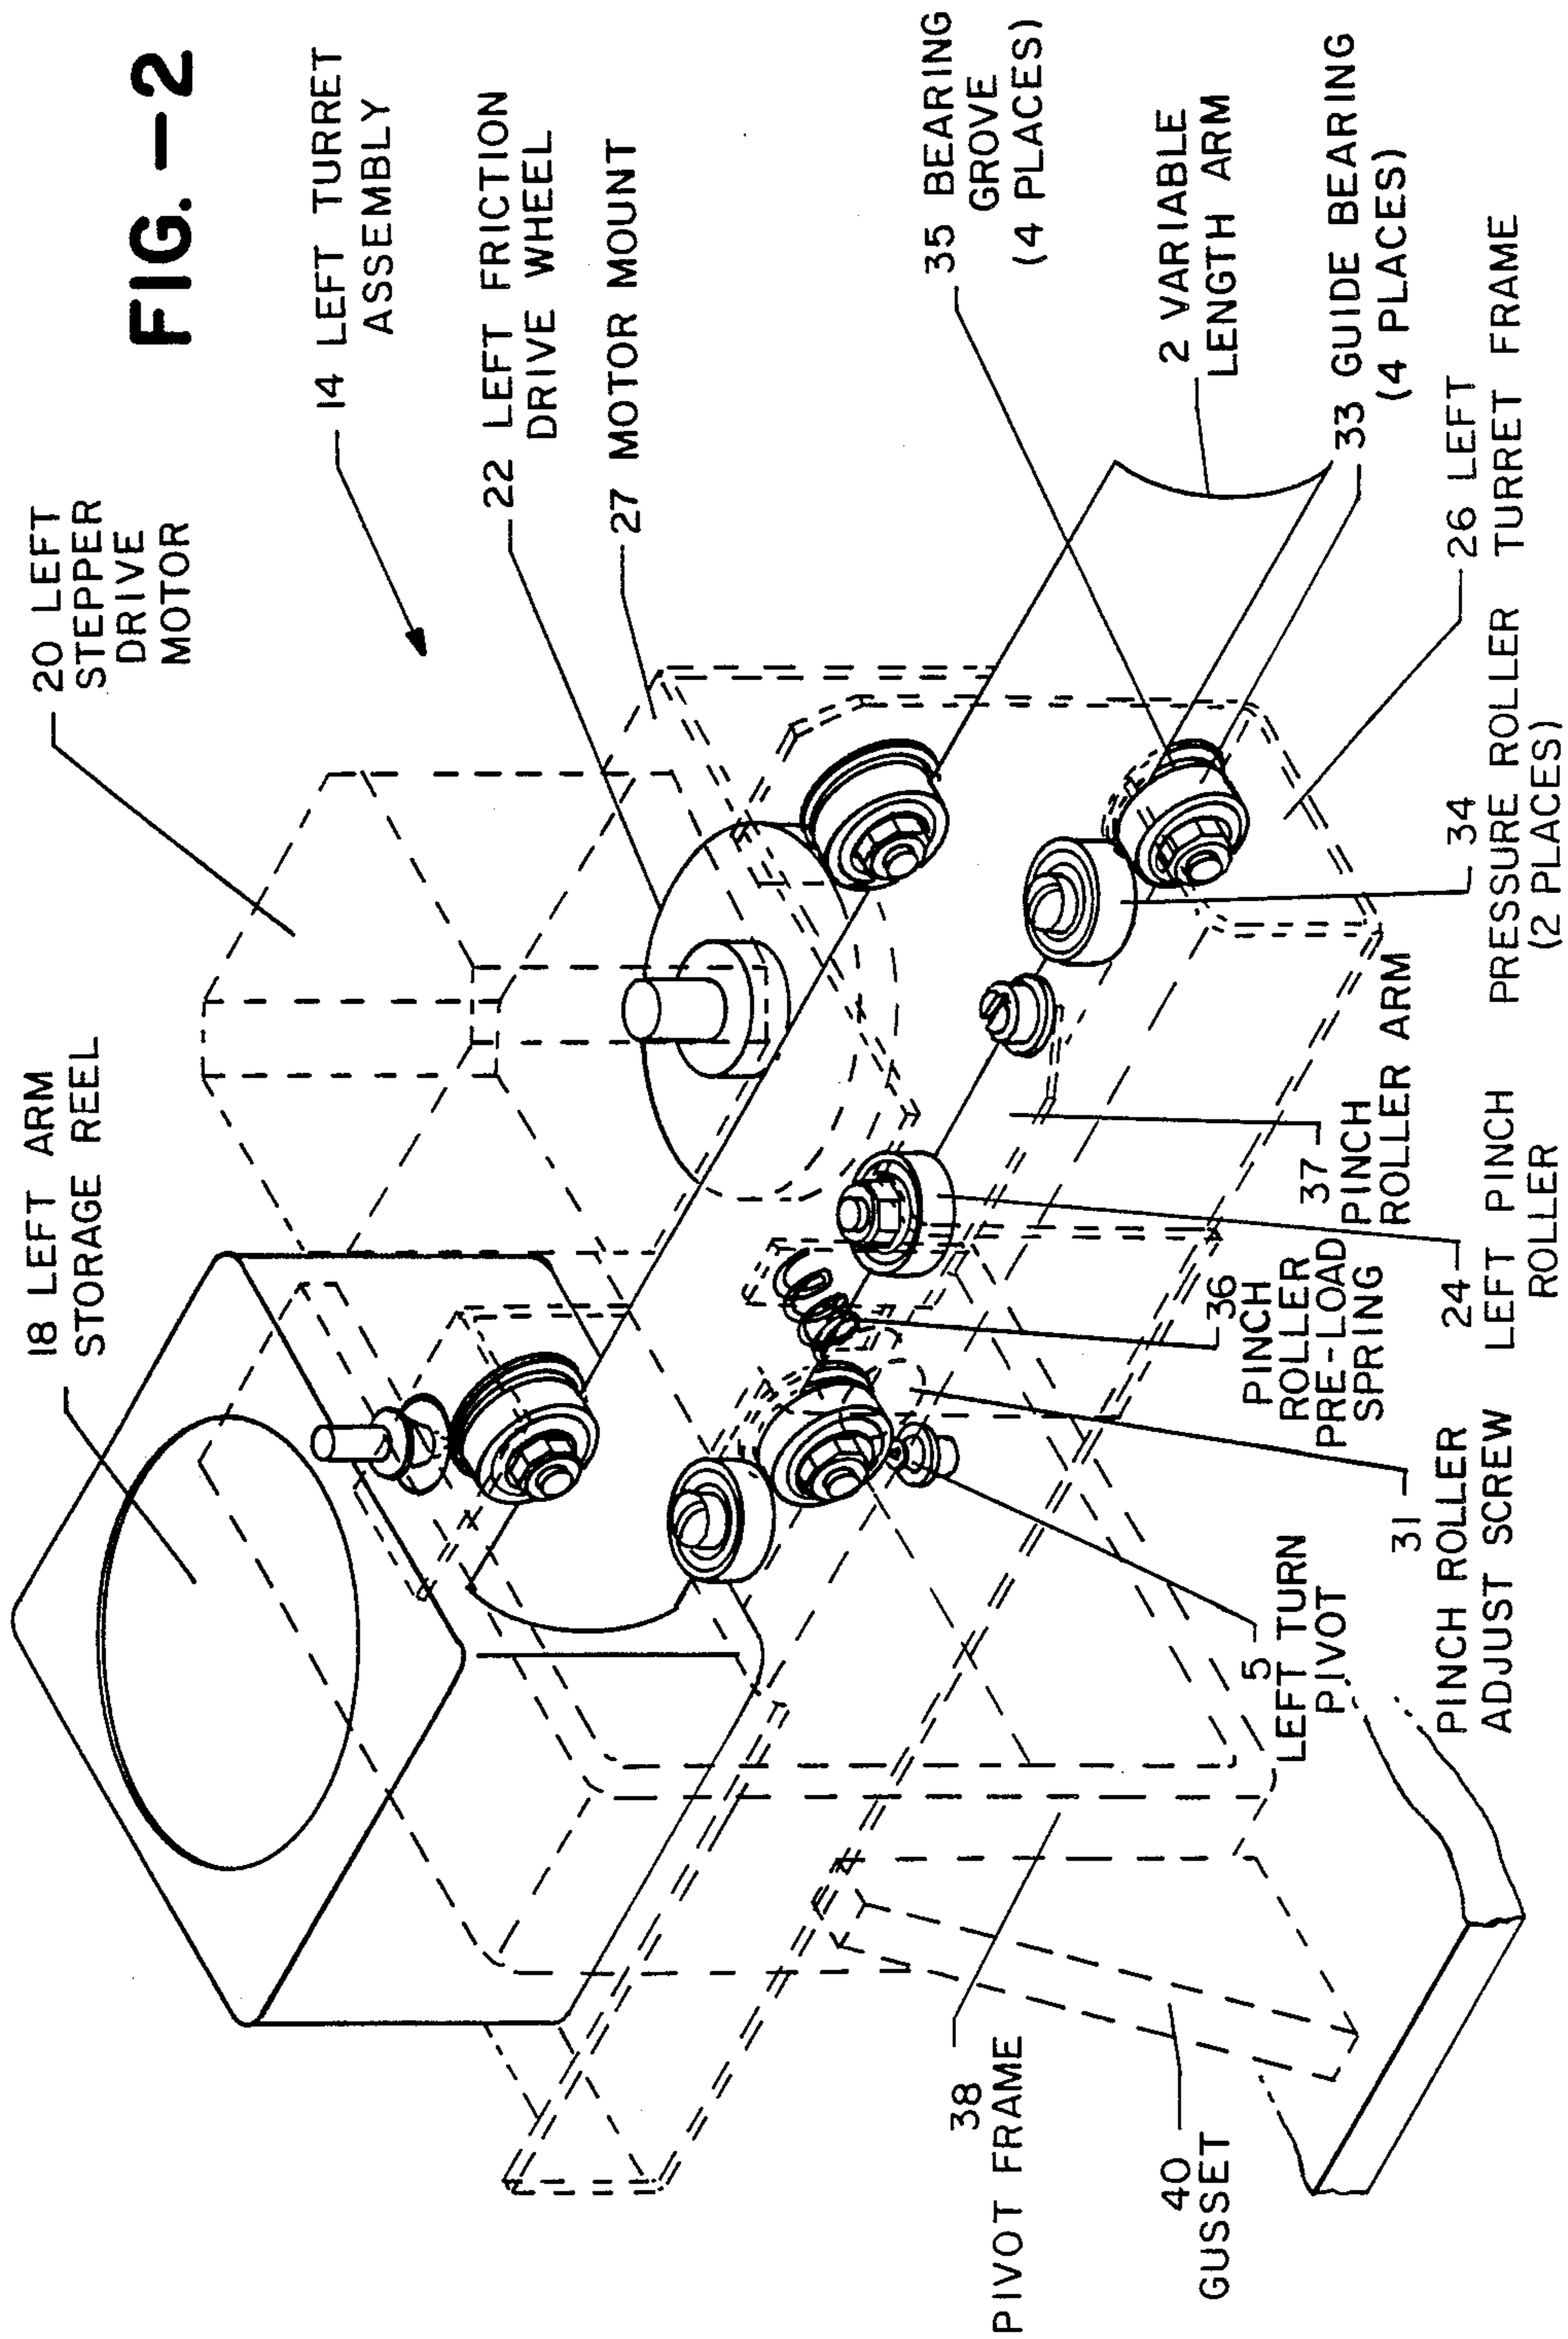 FIG.-2
20 LEFT
STEPPER
DRIVE
MOTOR
14 LEFT TURRET
ASSEMBLY
22 LEFT FRICTION
DRIVE WHEEL
27 MOTOR MOUNT
18 LEFT ARM
STORAGE REEL
35 BEARING
GROVE
(4 PLACES)
2 VARIABLE
LENGTH ARM
33 GUIDE BEARING
(4 PLACES)
26 LEFT
TURRET FRAME
34
PRESSURE ROLLER
(2 PLACES)
37
PINCH
ROLLER ARM
24
LEFT PINCH
ROLLER
36
PINCH
ROLLER
PRE-LOAD
SPRING
31
PINCH ROLLER
ADJUST SCREW
5
LEFT TURN
PIVOT
38
PIVOT FRAME
40
GUSSET